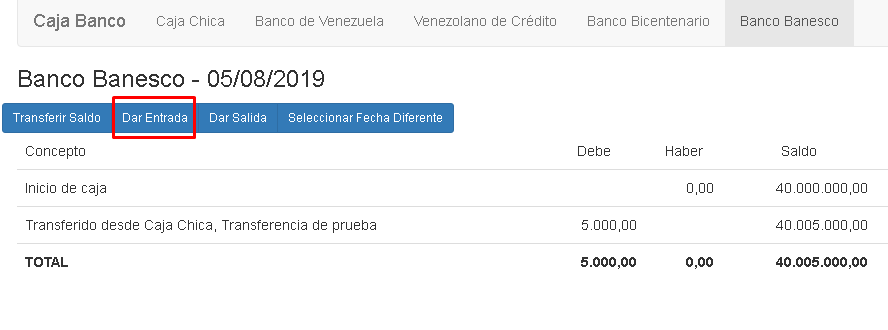 Caja Banco Caja Chica Banco de Venezuela Venezolano de Crédito Banco Bicentenario Banco Banesco
Banco Banesco - 05/08/2019
Transferir Saldo Dar Entrada Dar Salida Seleccionar Fecha Diferente
Concepto Debe Haber Saldo
Inicio de caja 0,00 40.000.000,00
Transferido desde Caja Chica, Transferencia de prueba 5.000,00 40.005.000,00
TOTAL 5.000,00 0,00 40.005.000,00